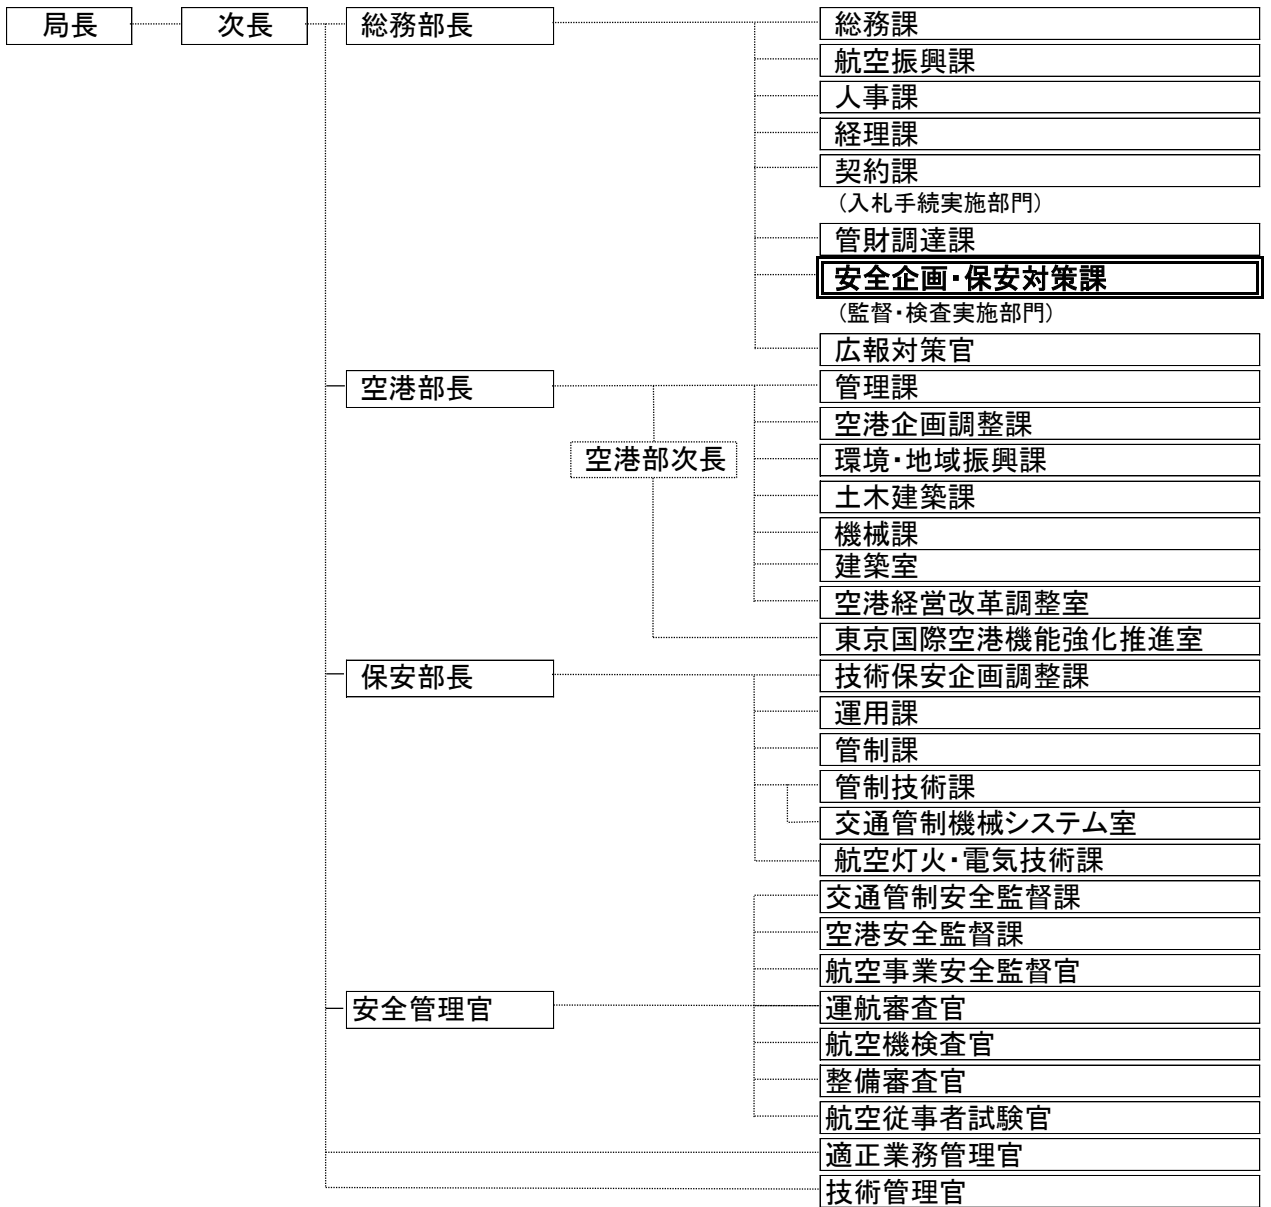 局長
次長
総務部長
総務課
航空振興課
人事課
経理課
契約課
（入札手続実施部門）
管財調達課
安全企画・保安対策課
（監督・検査実施部門）
広報対策官
空港部長
管理課
空港企画調整課
空港部次長
環境・地域振興課
土木建築課
機械課
建築室
空港経営改革調整室
東京国際空港機能強化推進室
保安部長
技術保安企画調整課
運用課
管制課
管制技術課
交通管制機械システム室
航空灯火・電気技術課
交通管制安全監督課
空港安全監督課
航空事業安全監督官
安全管理官
運航審査官
航空機検査官
整備審査官
航空従事者試験官
適正業務管理官
技術管理官